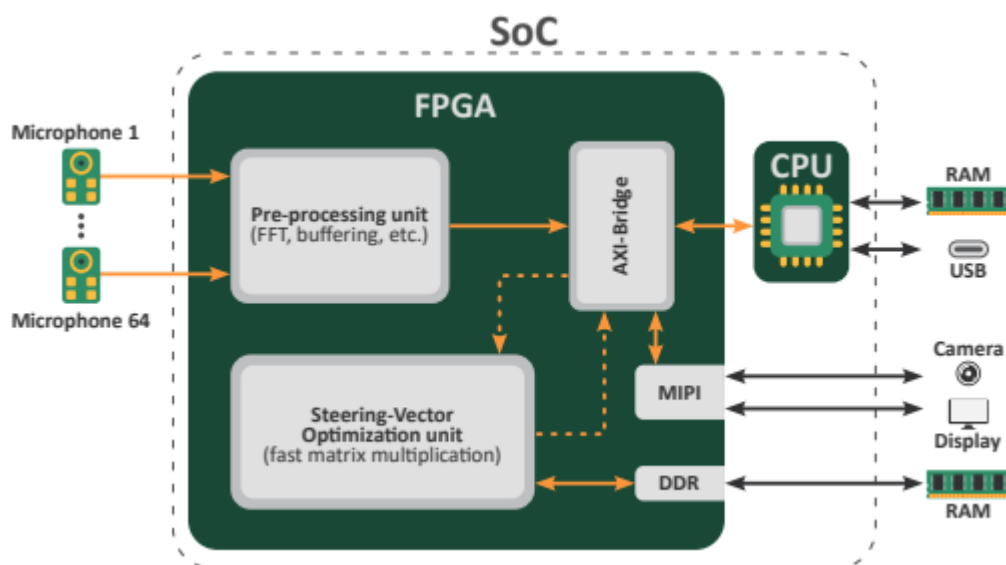 SoC
FPGA
Microphone 1
Microphone 64
Pre-processing unit
(FFT, buffering, etc.)
AXI-Bridge
CPU
RAM
USB
Steering-Vector
Optimization unit
(fast matrix multiplication)
MIPI
DDR
Camera
Display
RAM